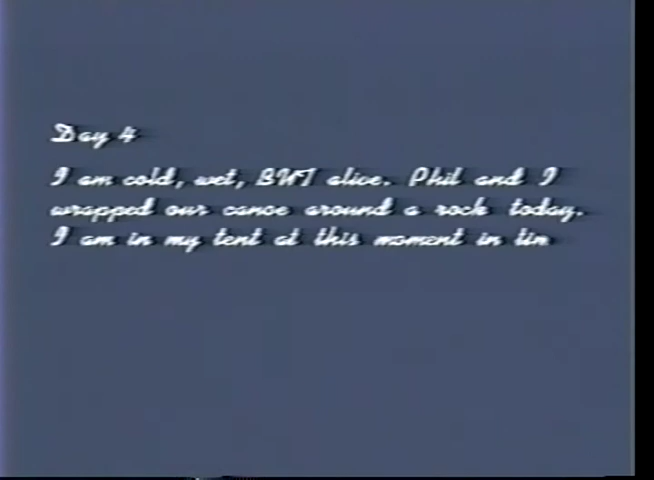 Day 4
I am cold, wet, BUT alive. Phil and I
wrapped our canoe around a rock today.
I am in my tent at this moment in tim